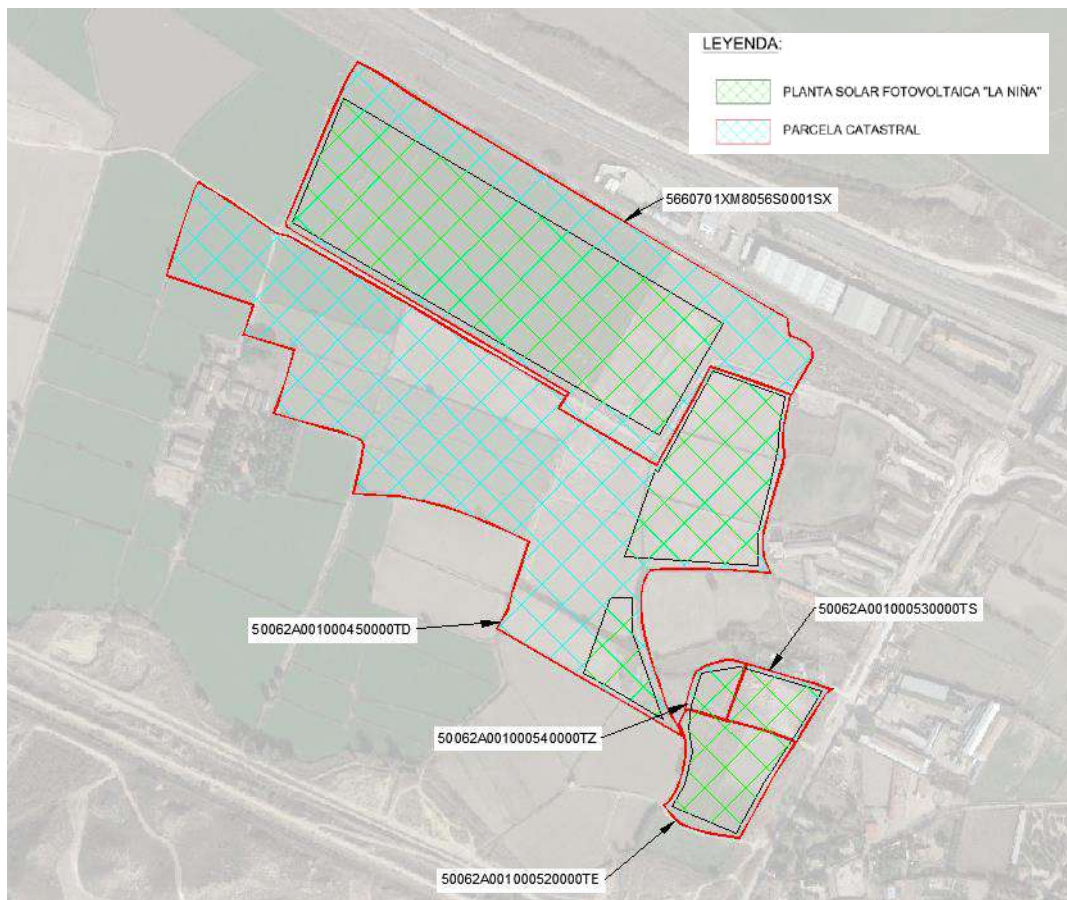 LEYENDA:
PLANTA SOLAR FOTOVOLTAICA "LA NIÑA"
PARCELA CATASTRAL
5660701XM8056S0001SX
50062A001000530000TS
50062A001000450000TD
50062A001000540000TZ
50062A001000520000TE